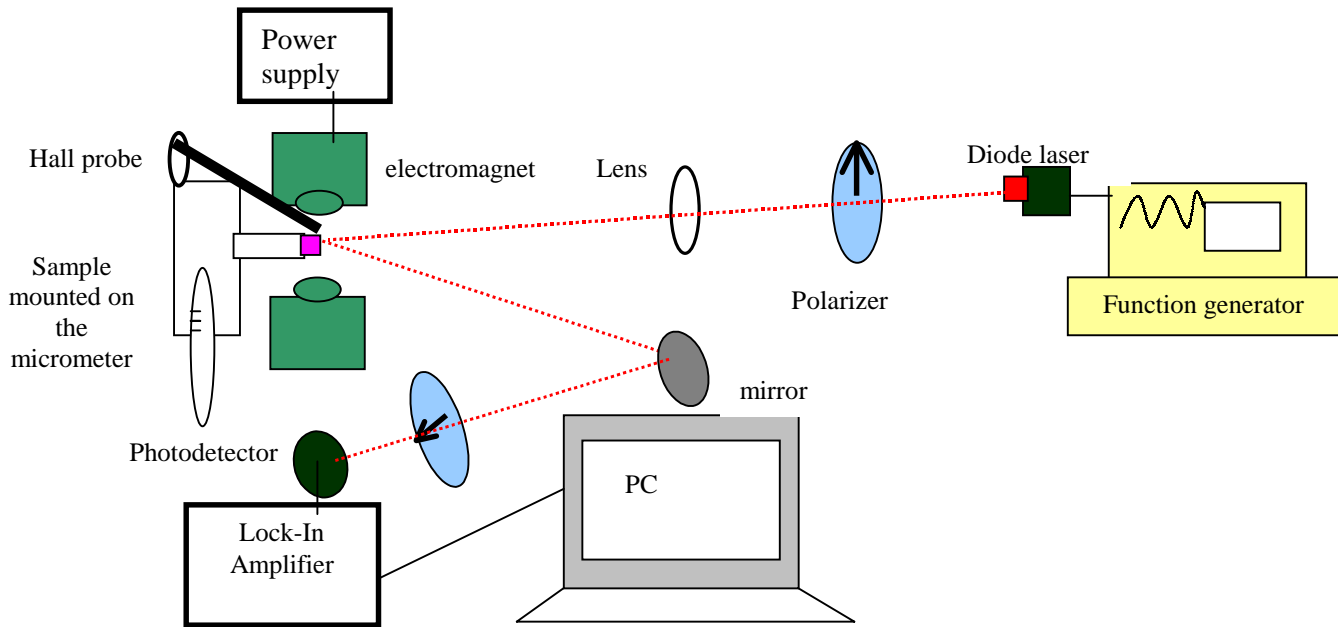 Power
supply
Hall probe
electromagnet
Lens
Diode laser
Sample
mounted on
the
micrometer
Polarizer
Function generator
mirror
Photodetector
PC
Lock-In
Amplifier